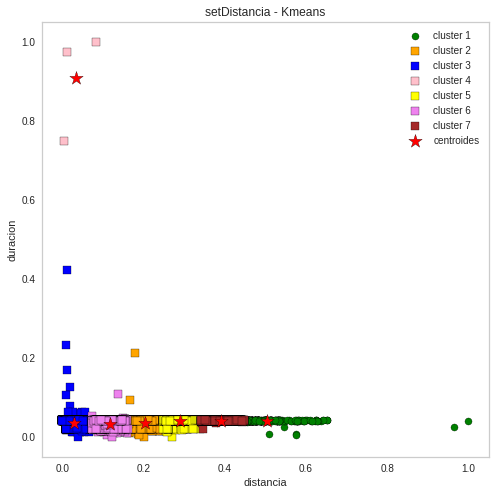 setDistancia - Kmeans
cluster 1
cluster 2
cluster 3
cluster 4
cluster 5
cluster 6
cluster 7
centroides
duracion
1.0
0.8
0.6
0.4
0.2
0.0
0.0 0.2 0.4 0.6 0.8 1.0
distancia